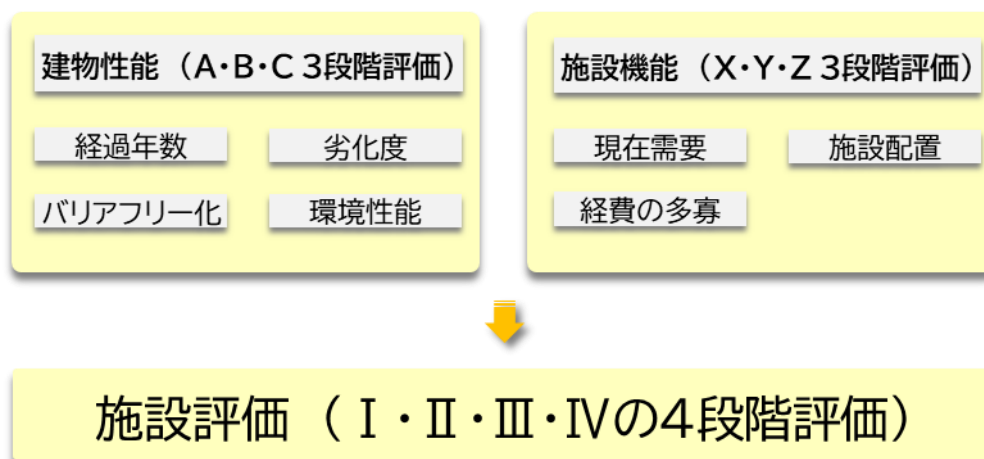 建物性能（A・B・C 3段階評価）
経過年数
劣化度
バリアフリー化
環境性能
施設機能（X・Y・Z 3段階評価）
現在需要
施設配置
経費の多寡
施設評価（Ⅰ・Ⅱ・Ⅲ・Ⅳの4段階評価）